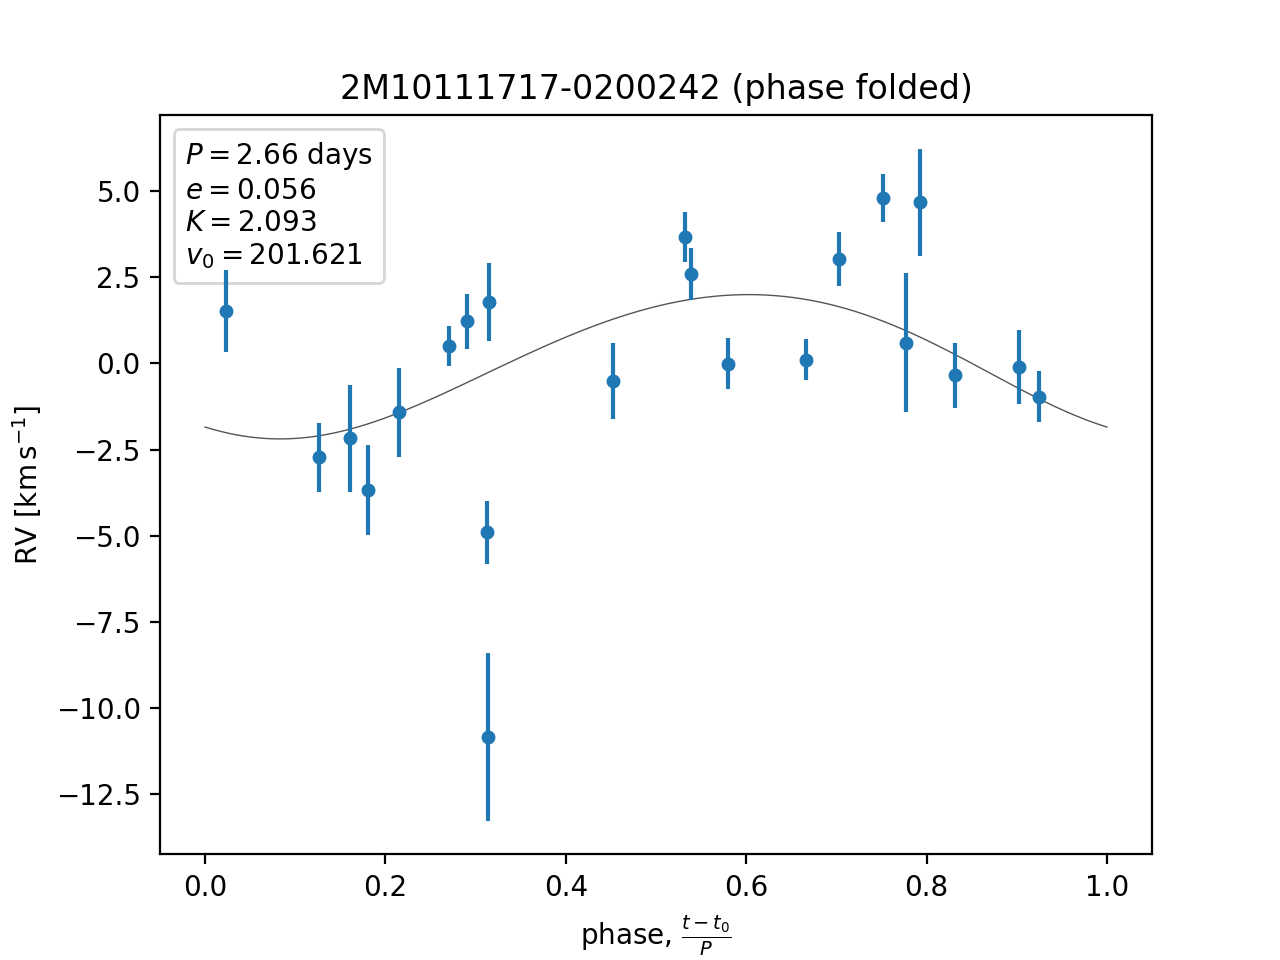 2M10111717-0200242 (phase folded)
P = 2.66 days
e = 0.056
K = 2.093
v₀ = 201.621
5.0
2.5
0.0
−2.5
−5.0
−7.5
−10.0
−12.5
RV [km s⁻¹]
0.0 0.2 0.4 0.6 0.8 1.0
phase, (t − t₀)/P